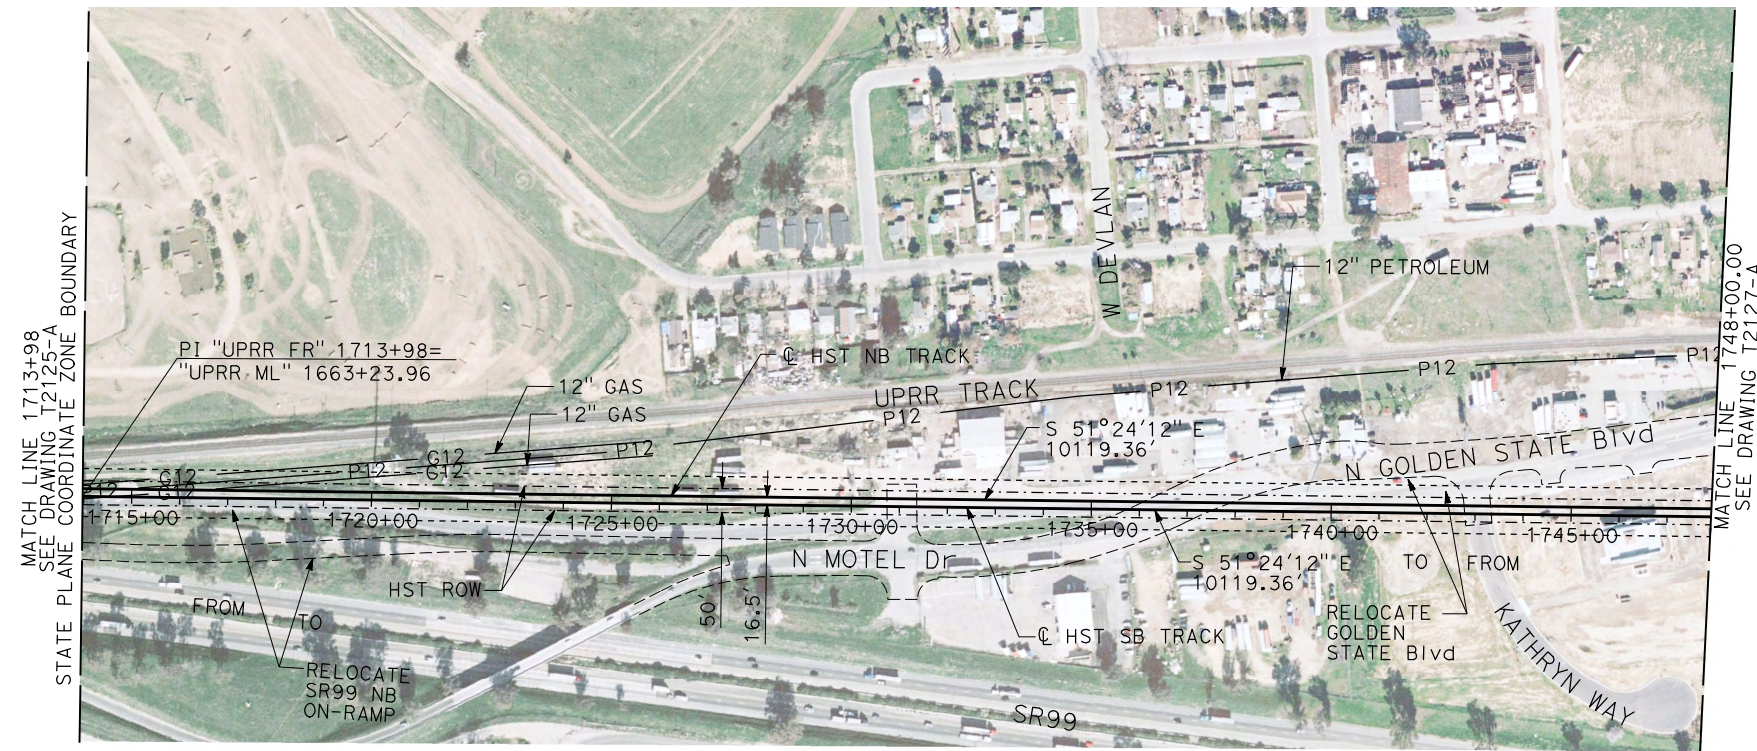 MATCH LINE 1713+98
SEE DRAWING T2125-A
STATE PLANE COORDINATE ZONE BOUNDARY
PI "UPRR FR" 1713+98=
"UPRR ML" 1663+23.96
12" GAS
12" GAS
℄ HST NB TRACK
W DEVLAN
12" PETROLEUM
UPRR TRACK
P12
P12
P12
P12
P12
P12
G12
G12
G12
S 51°24'12" E
10119.36'
N GOLDEN STATE Blvd
1715+00
1720+00
1725+00
1730+00
1735+00
1740+00
1745+00
N MOTEL Dr
HST ROW
50'
16.5'
S 51°24'12" E
10119.36'
TO
FROM
FROM
TO
RELOCATE
SR99 NB
ON-RAMP
℄ HST SB TRACK
RELOCATE
GOLDEN
STATE Blvd
KATHRYN WAY
SR99
MATCH LINE 1748+00.00
SEE DRAWING T2127-A